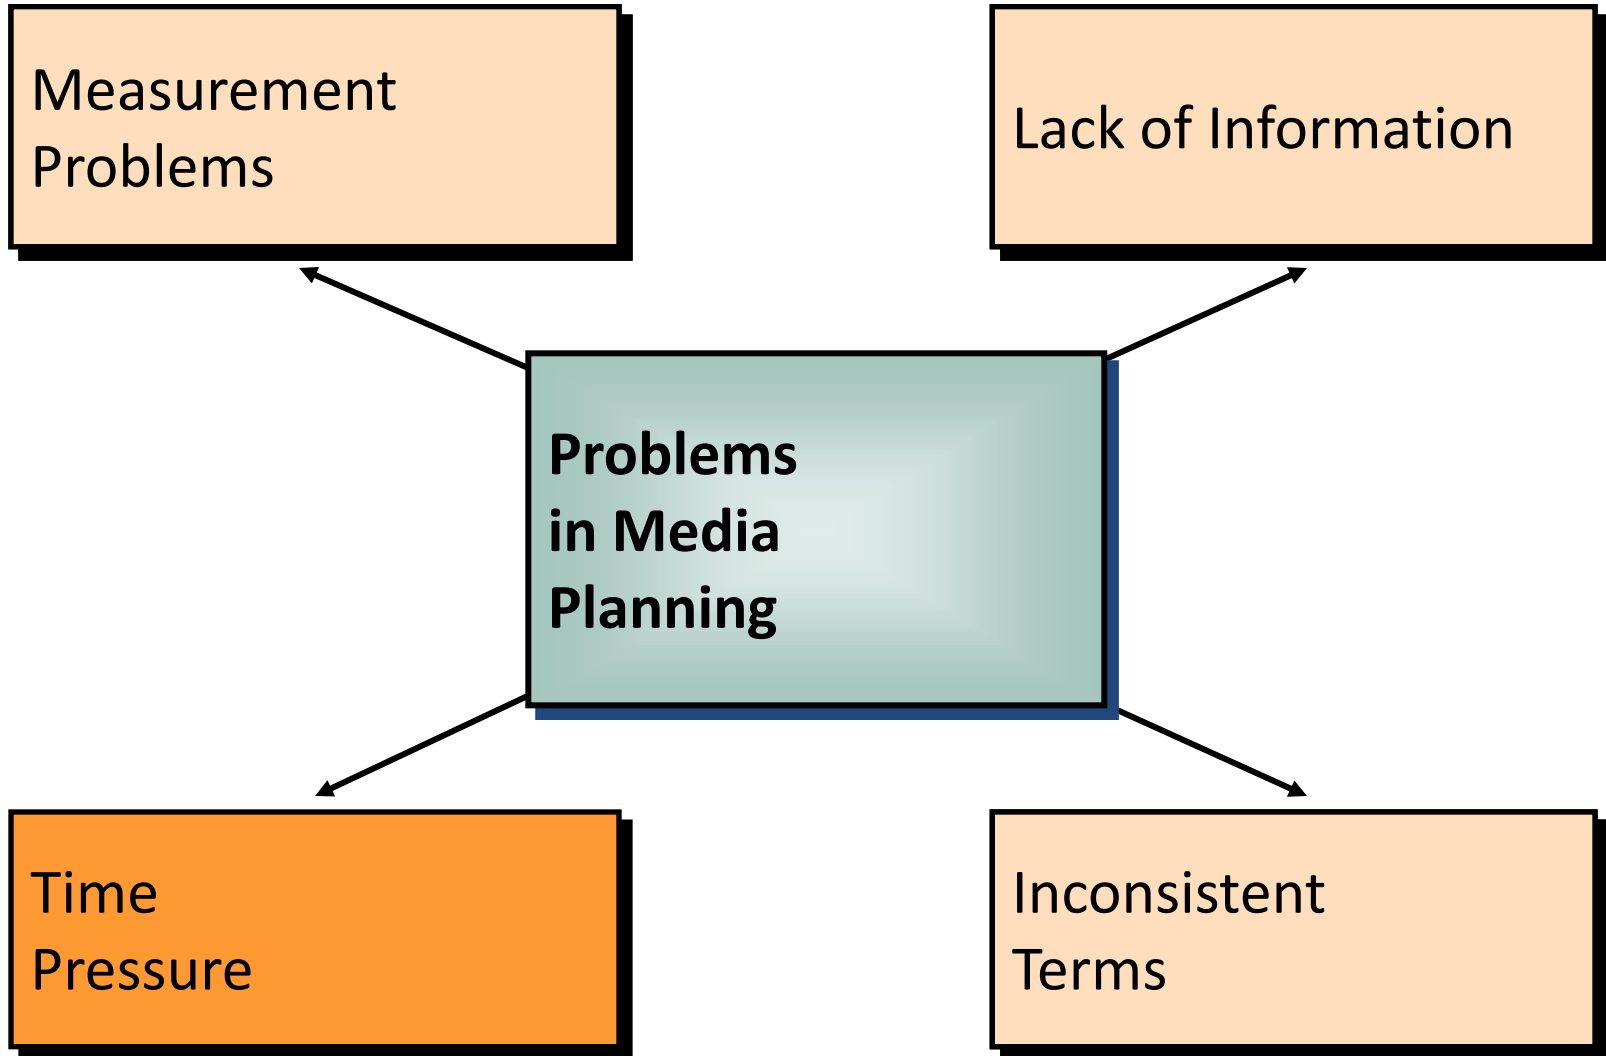 Measurement
Problems
Lack of Information
Problems
in Media
Planning
Time
Pressure
Inconsistent
Terms